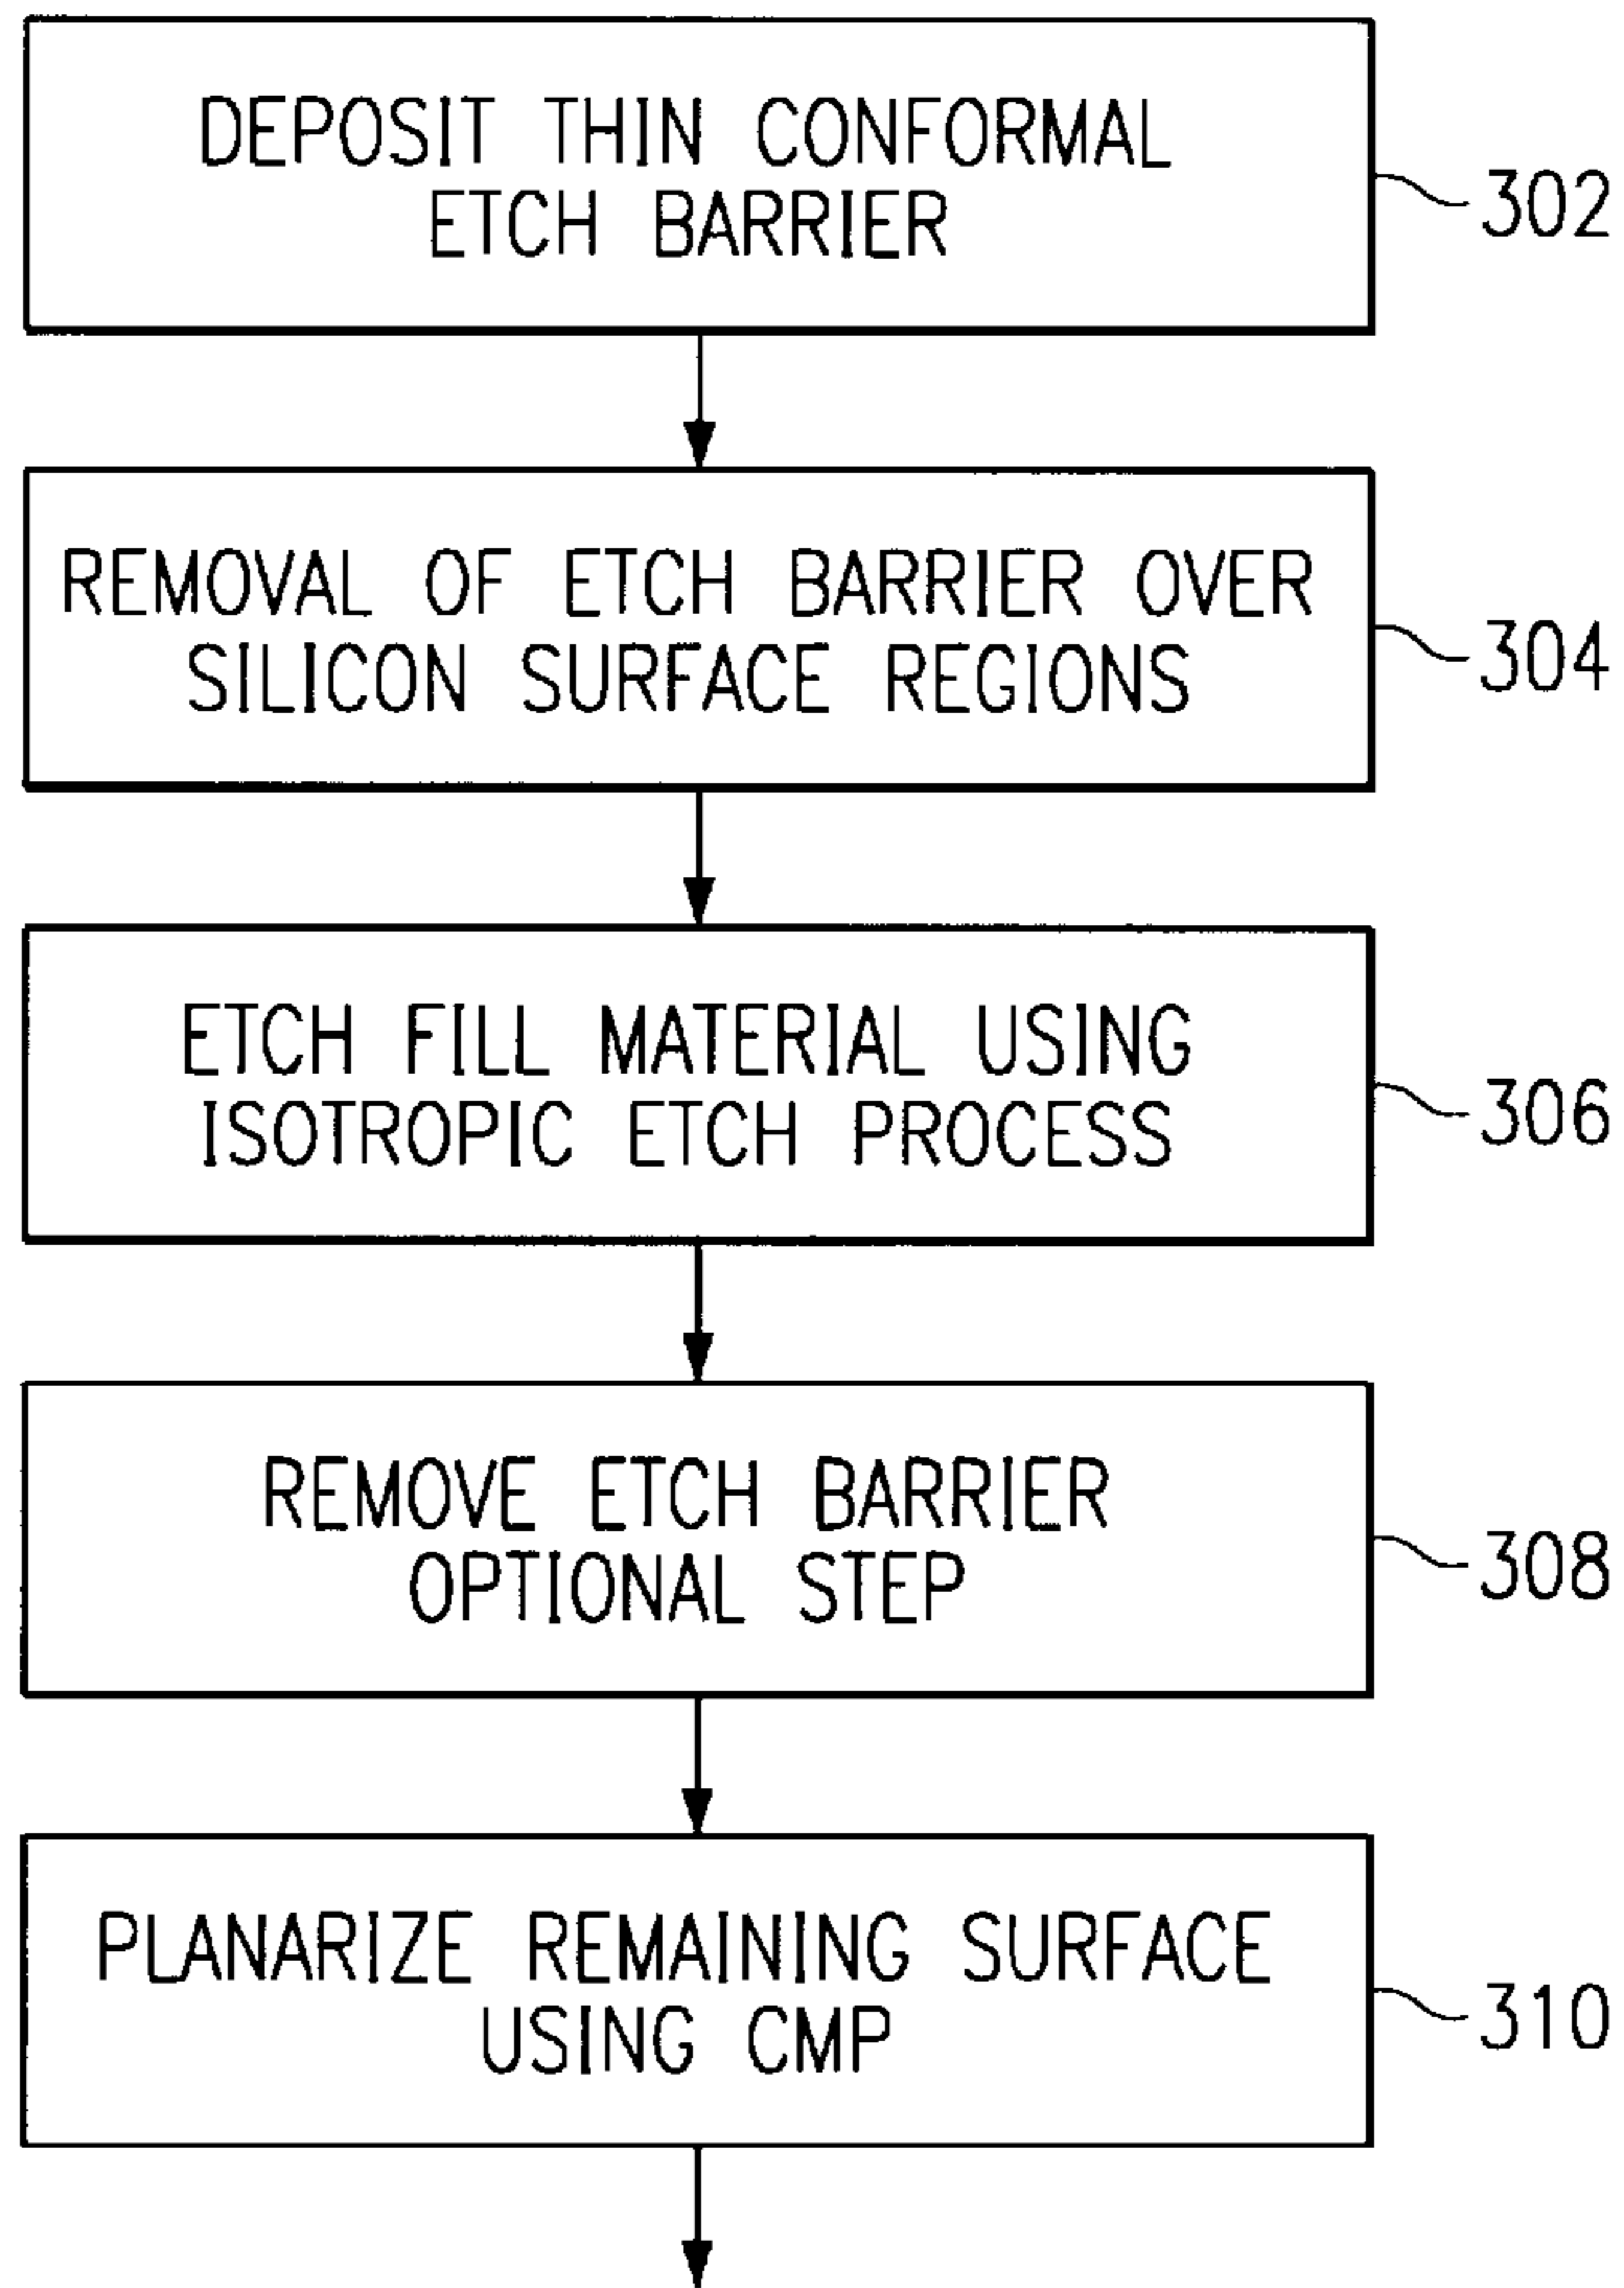 DEPOSIT THIN CONFORMAL
ETCH BARRIER
302
REMOVAL OF ETCH BARRIER OVER
SILICON SURFACE REGIONS
304
ETCH FILL MATERIAL USING
ISOTROPIC ETCH PROCESS
306
REMOVE ETCH BARRIER
OPTIONAL STEP
308
PLANARIZE REMAINING SURFACE
USING CMP
310